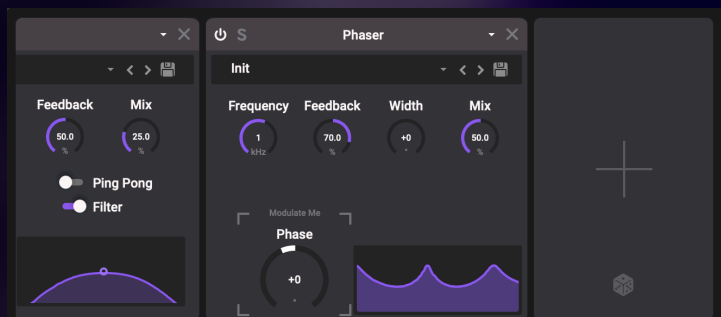 S Phaser
Init
Feedback Mix
50.0 25.0
% %
Ping Pong
Filter
Frequency Feedback Width Mix
1 70.0 +0 50.0
kHz % ° %
Modulate Me
Phase
+0
°